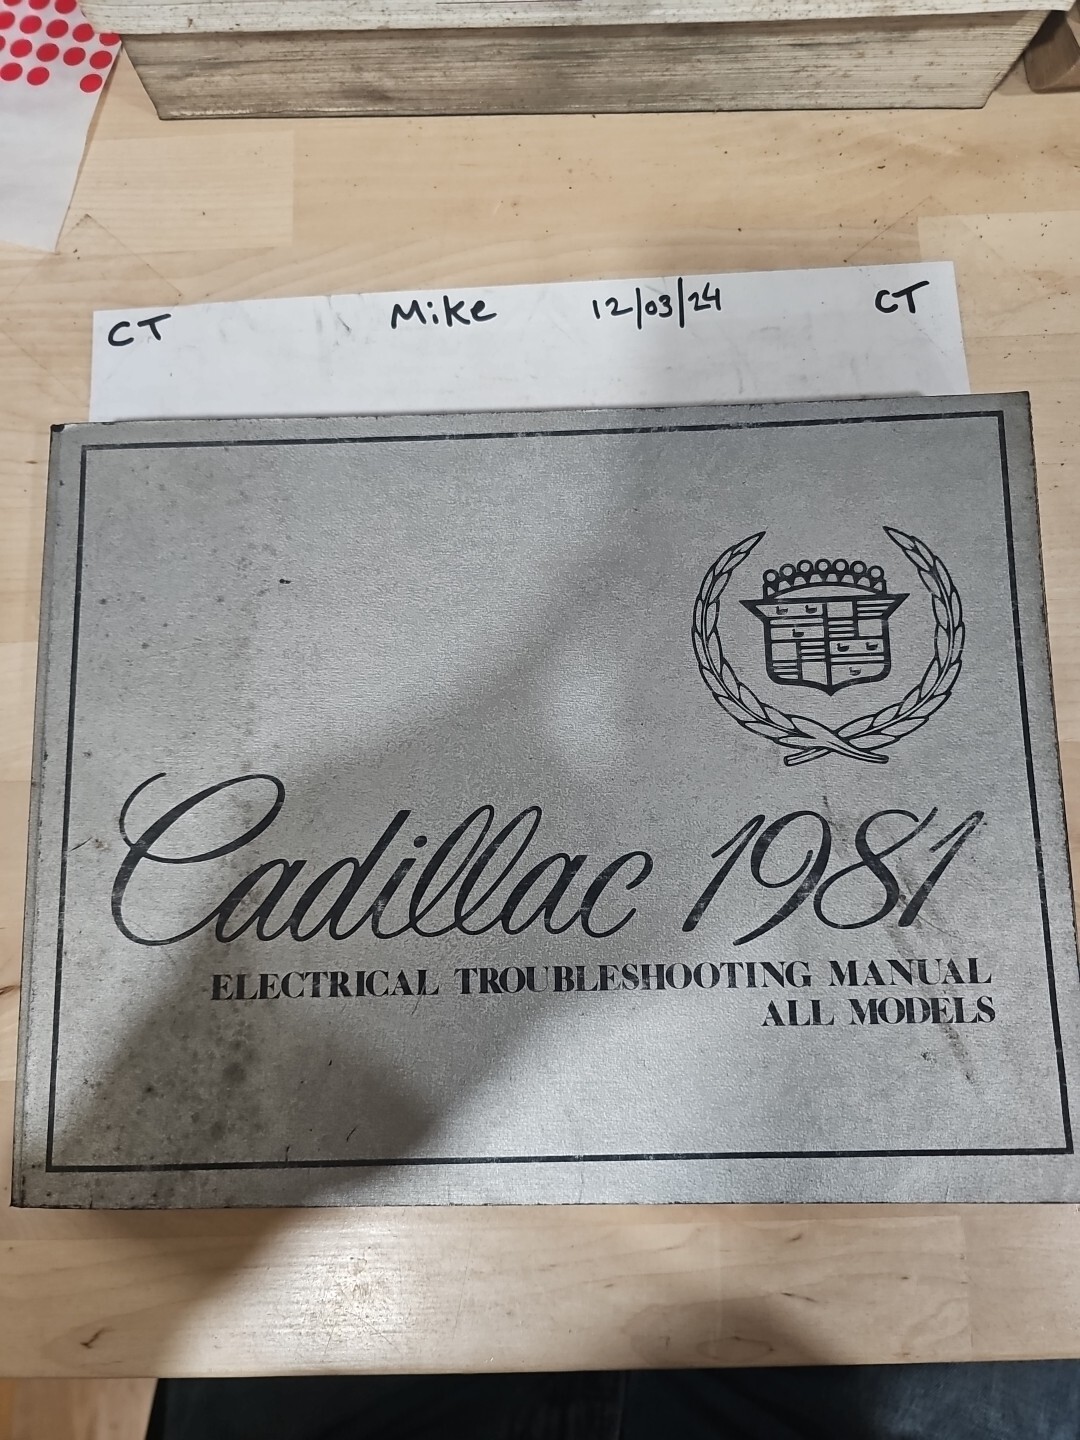 CT Mike 12/03/24 CT
Cadillac 1981
ELECTRICAL TROUBLESHOOTING MANUAL
ALL MODELS